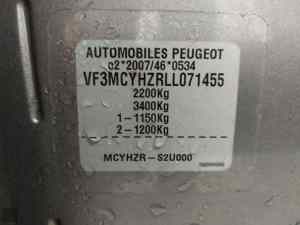 AUTOMOBILES PEUGEOT
e2*2007/46*0534
VF3MCYHZRLL071455
2200Kg
3400Kg
1-1150Kg
2-1200Kg
MCYHZR-S2U000